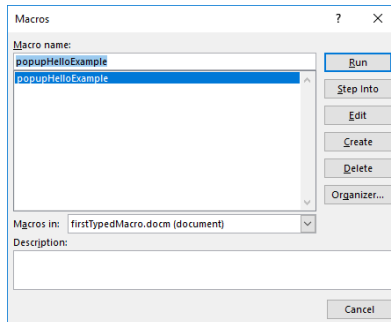 Macros
?
Macro name:
popupHelloExample
Run
popupHelloExample
Step Into
Edit
Create
Delete
Organizer...
Macros in: firstTypedMacro.docm (document)
Description:
Cancel